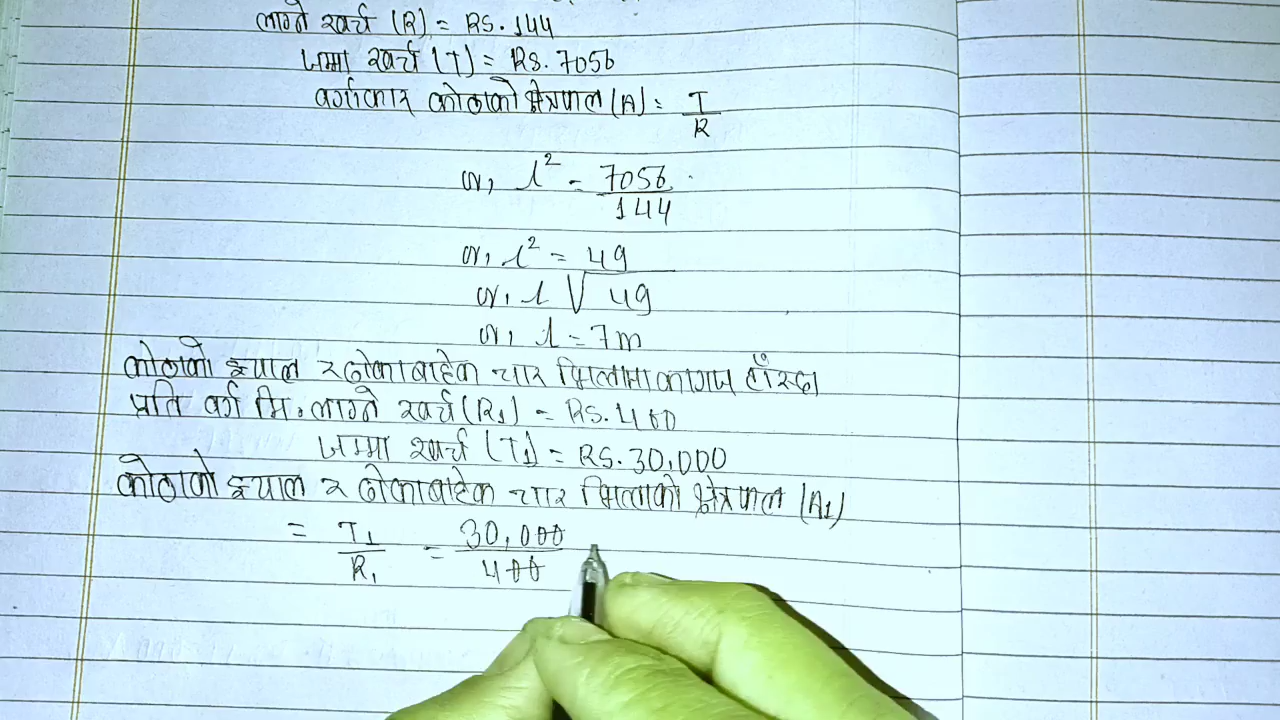 लाग्ने खर्च (R) = RS. 144
जम्मा खर्च (T) = RS. 7056
वर्गाकार कोठाको क्षेत्रफल (A) = T/R
or, l² = 7056/144
or, l² = 49
or, l √49
or, l = 7m
कोठाको झ्याल र ढोकाबाहेक चार भित्तामा कागज टाँस्दा
प्रति वर्ग मि. लाग्ने खर्च (R₁) = RS. 400
जम्मा खर्च (T₁) = RS. 30,000
कोठाको झ्याल र ढोकाबाहेक चार भित्ताको क्षेत्रफल (A1)
= T₁/R₁ = 30,000/400